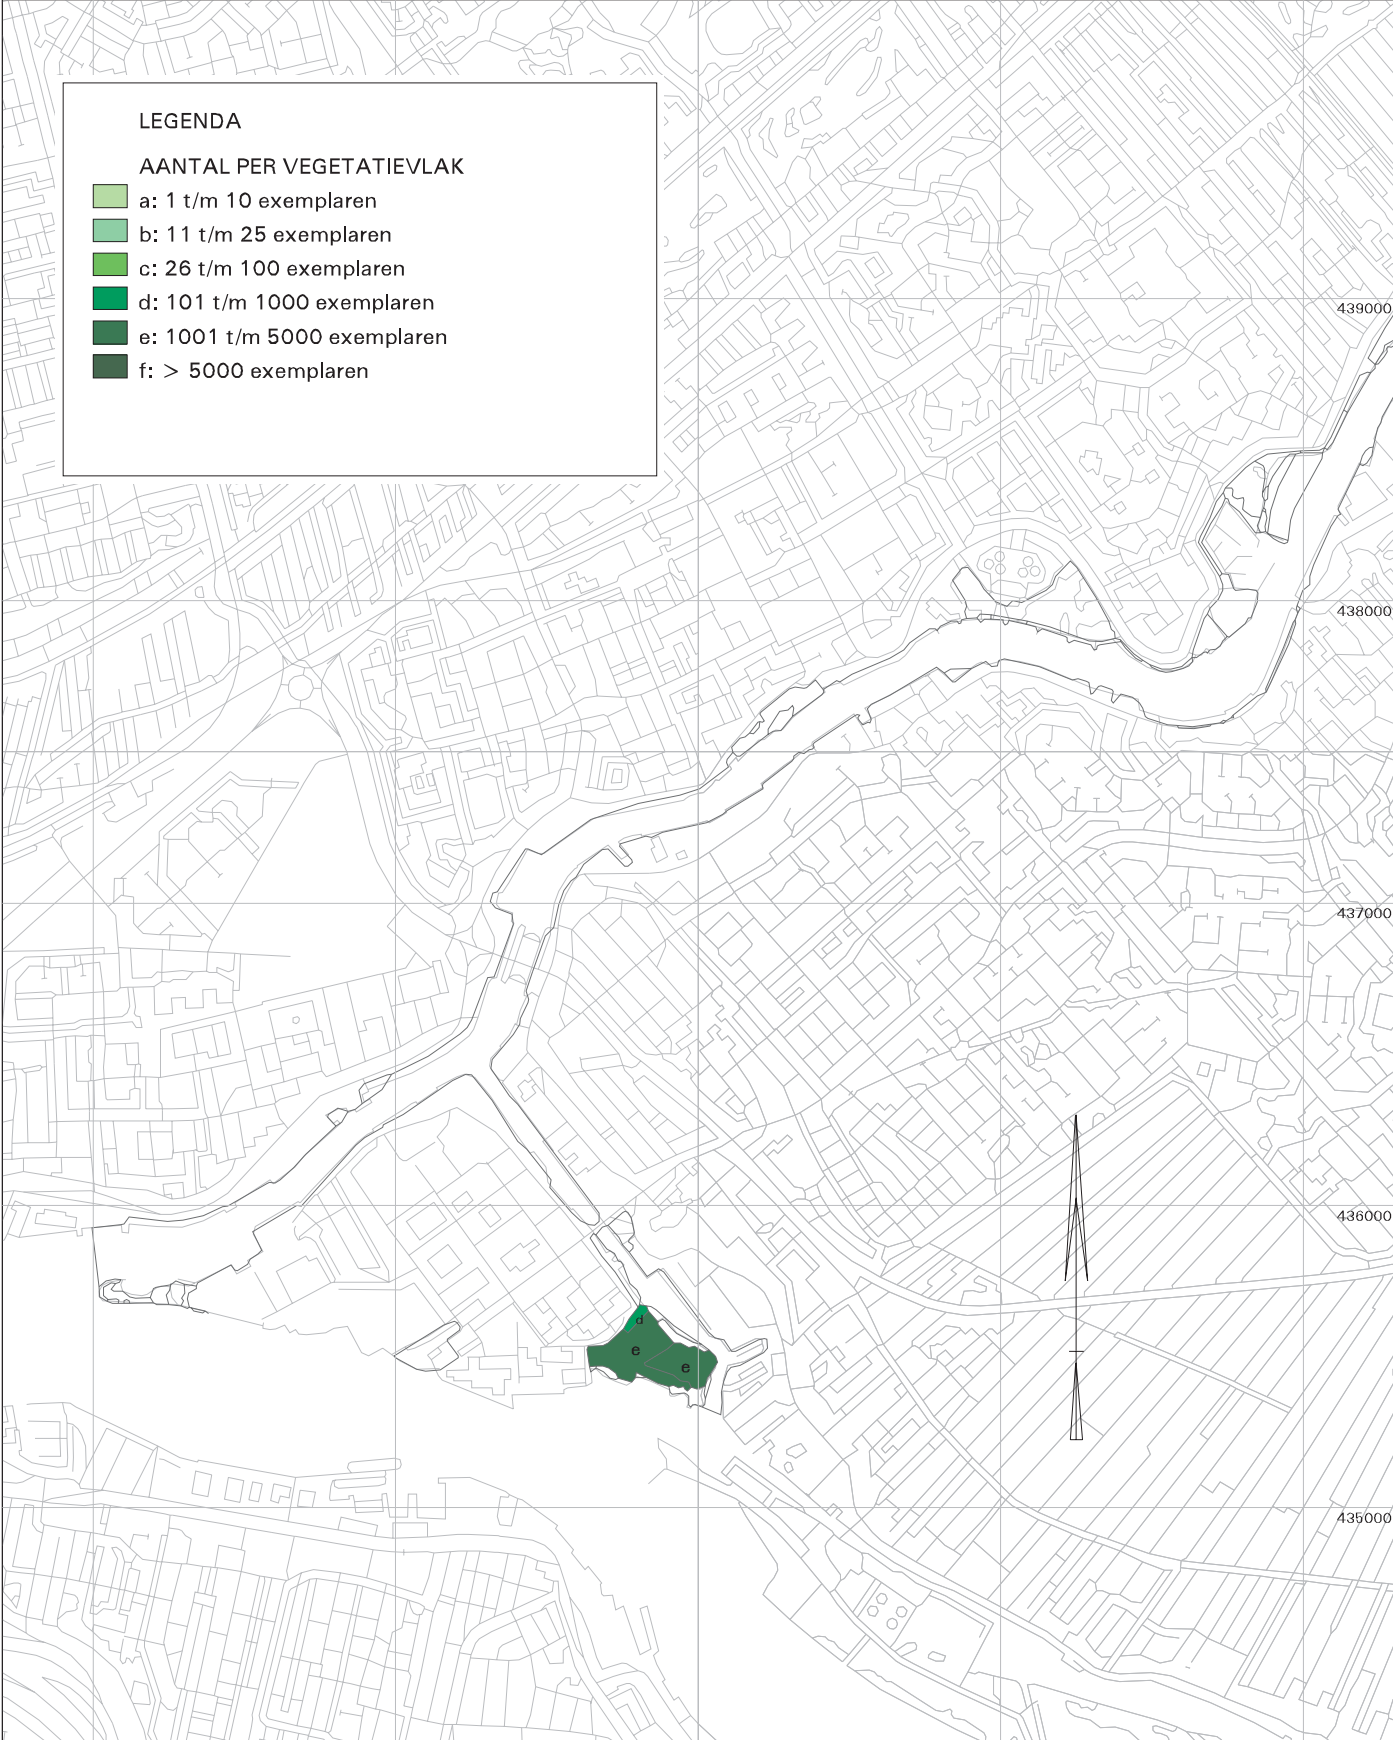 LEGENDA
AANTAL PER VEGETATIEVLAK
a: 1 t/m 10 exemplaren
b: 11 t/m 25 exemplaren
c: 26 t/m 100 exemplaren
d: 101 t/m 1000 exemplaren
e: 1001 t/m 5000 exemplaren
f: > 5000 exemplaren
439000
438000
437000
436000
d
e
e
435000